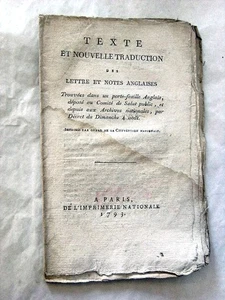 TEXTE
ET NOUVELLE TRADUCTION
DES
LETTRE ET NOTES ANGLAISES
Trouvées dans un porte-feuille Anglais,
déposé au Comité de Salut public, et
depuis aux Archives nationales, par
Décret du Dimanche 4 août.
IMPRIMÉ PAR ORDRE DE LA CONVENTION NATIONALE.
A PARIS,
DE L'IMPRIMERIE NATIONALE
1793.